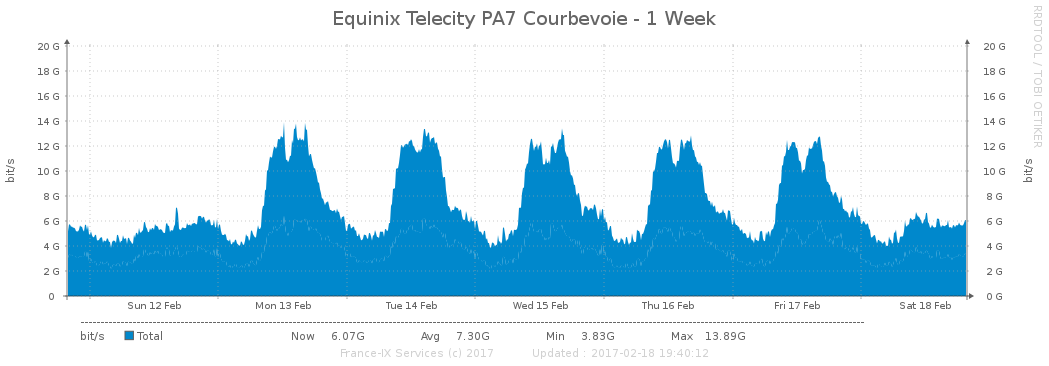 Equinix Telecity PA7 Courbevoie - 1 Week
RRDTOOL / TOBI OETIKER
bit/s
20 G 20 G
18 G 18 G
16 G 16 G
14 G 14 G
12 G 12 G
10 G 10 G
8 G 8 G
6 G 6 G
4 G 4 G
2 G 2 G
0 0 G
bit/s
Sun 12 Feb Mon 13 Feb Tue 14 Feb Wed 15 Feb Thu 16 Feb Fri 17 Feb Sat 18 Feb
bit/s Total Now 6.07G Avg 7.30G Min 3.83G Max 13.89G
France-IX Services (c) 2017 Updated : 2017-02-18 19:40:12